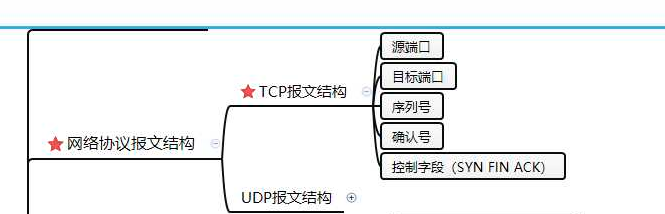 源端口
目标端口
TCP报文结构
序列号
确认号
网络协议报文结构
控制字段（SYN FIN ACK）
UDP报文结构